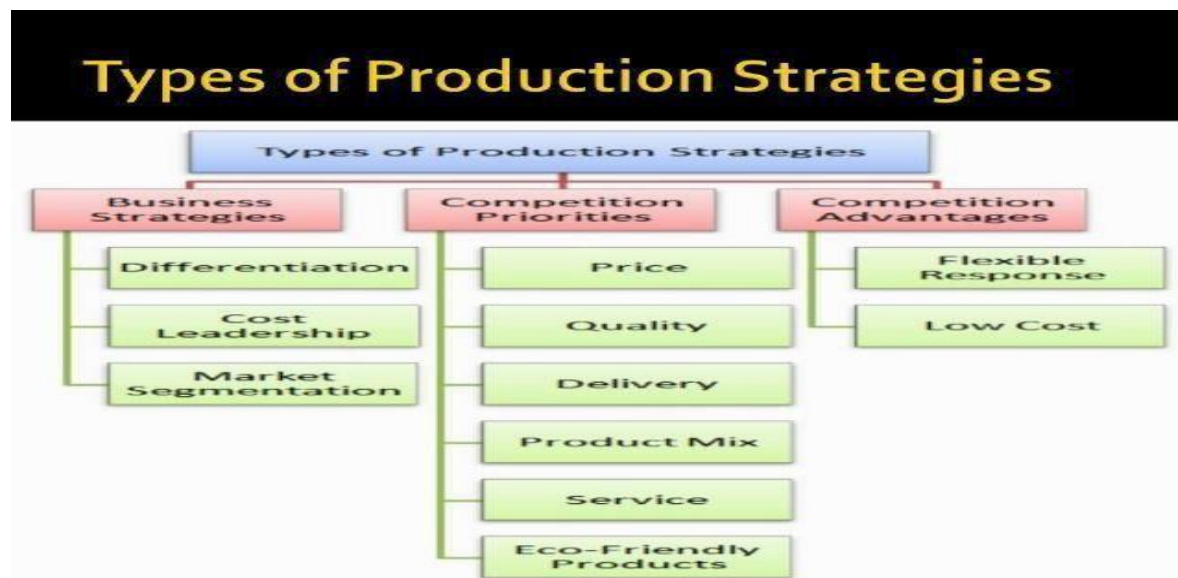 Types of Production Strategies
Types of Production Strategies
Business
Strategies
Differentiation
Cost
Leadership
Market
Segmentation
Competition
Priorities
Price
Quality
Delivery
Product Mix
Service
Eco-Friendly
Products
Competition
Advantages
Flexible
Response
Low Cost